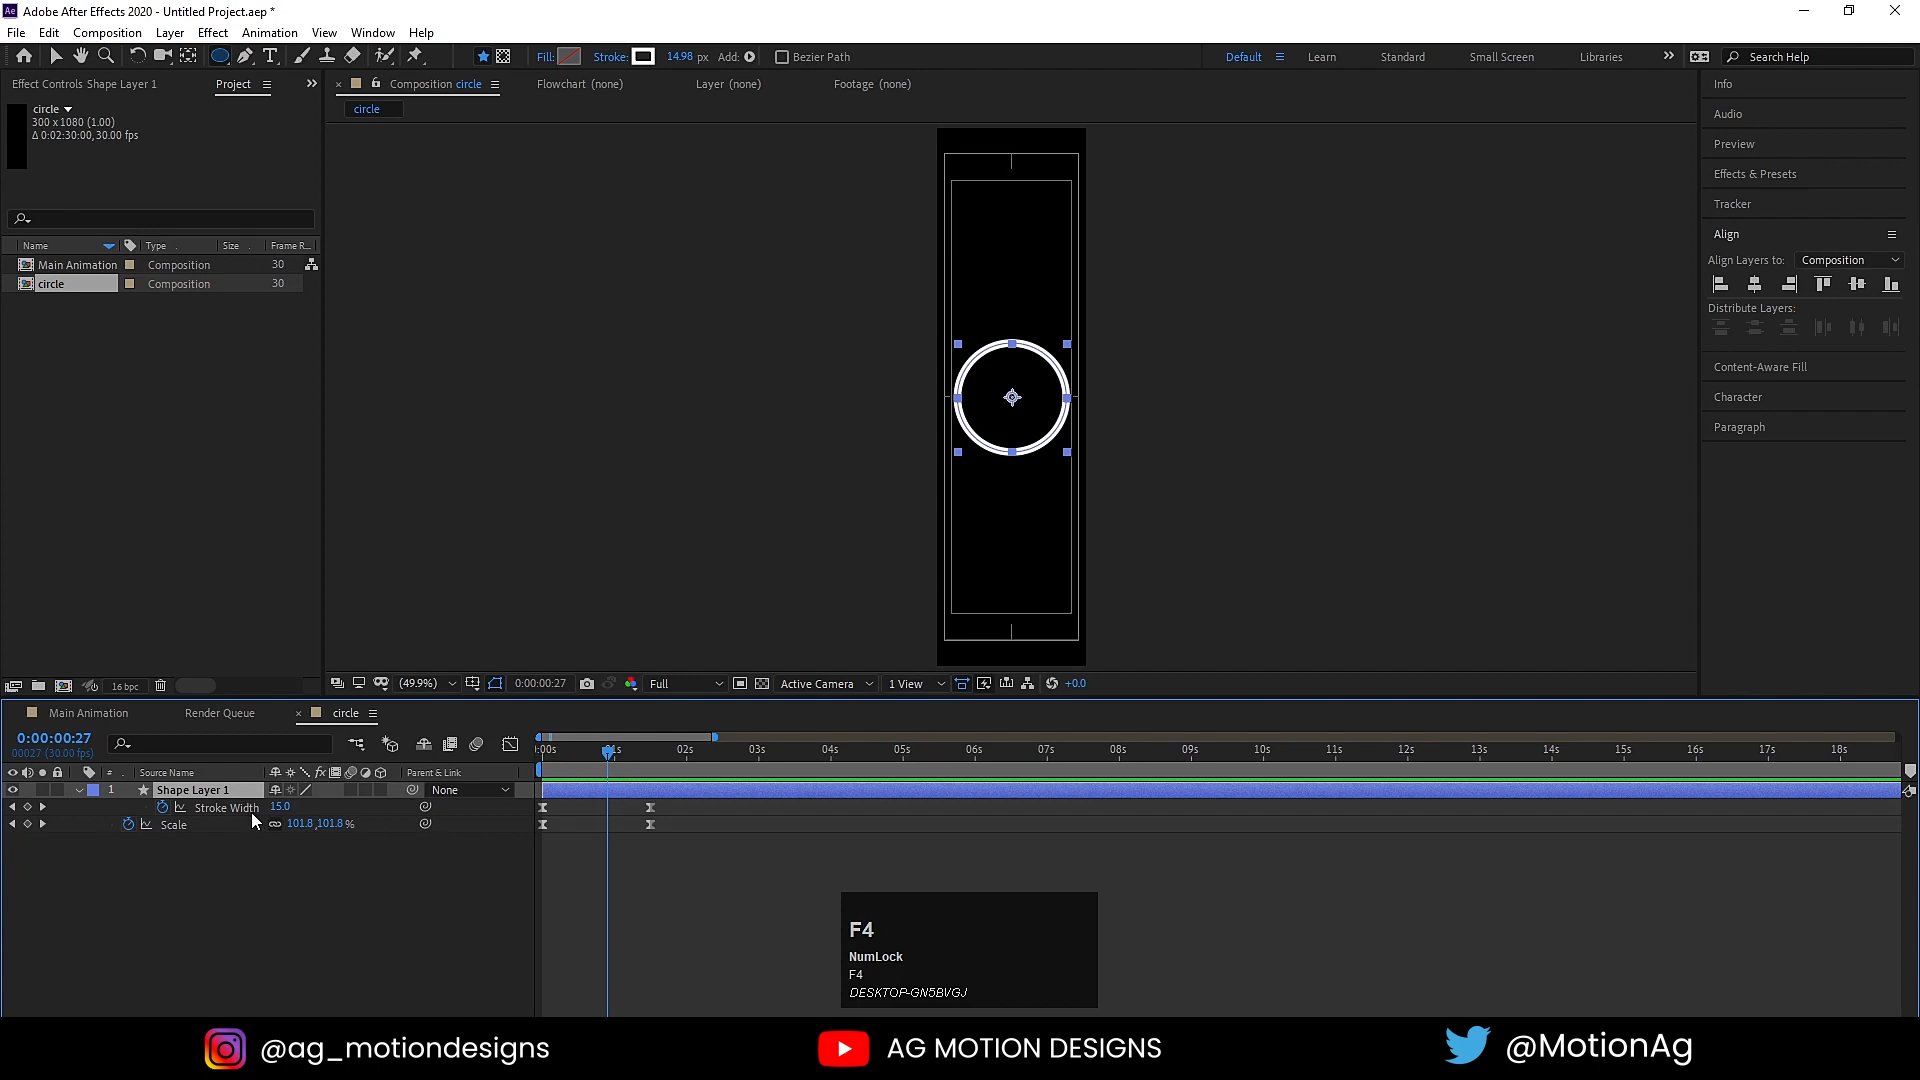 Ae Adobe After Effects 2020 - Untitled Project.aep *
File Edit Composition Layer Effect Animation View Window Help
Fill: Stroke: 14.98 px Add: Bezier Path Default Learn Standard Small Screen Libraries Search Help
Effect Controls Shape Layer 1 Project
Composition circle Flowchart (none) Layer (none) Footage (none)
circle
circle
300 x 1080 (1.00)
Δ 0:02:30:00, 30.00 fps
Name Type Size Frame R...
Main Animation Composition 30
circle Composition 30
16 bpc
(49.9%) 0:00:00:27 Full Active Camera 1 View +0.0
Info
Audio
Preview
Effects & Presets
Tracker
Align
Align Layers to: Composition
Distribute Layers:
Content-Aware Fill
Character
Paragraph
Main Animation Render Queue circle
0:00:00:27
00027 (30.00 fps)
:00s 01s 02s 03s 04s 05s 06s 07s 08s 09s 10s 11s 12s 13s 14s 15s 16s 17s 18s
# Source Name fx Parent & Link
1 Shape Layer 1 None
Stroke Width 15.0
Scale 101.8,101.8%
F4
NumLock
F4
DESKTOP-GN5BVGJ
@ag_motiondesigns AG MOTION DESIGNS @MotionAg